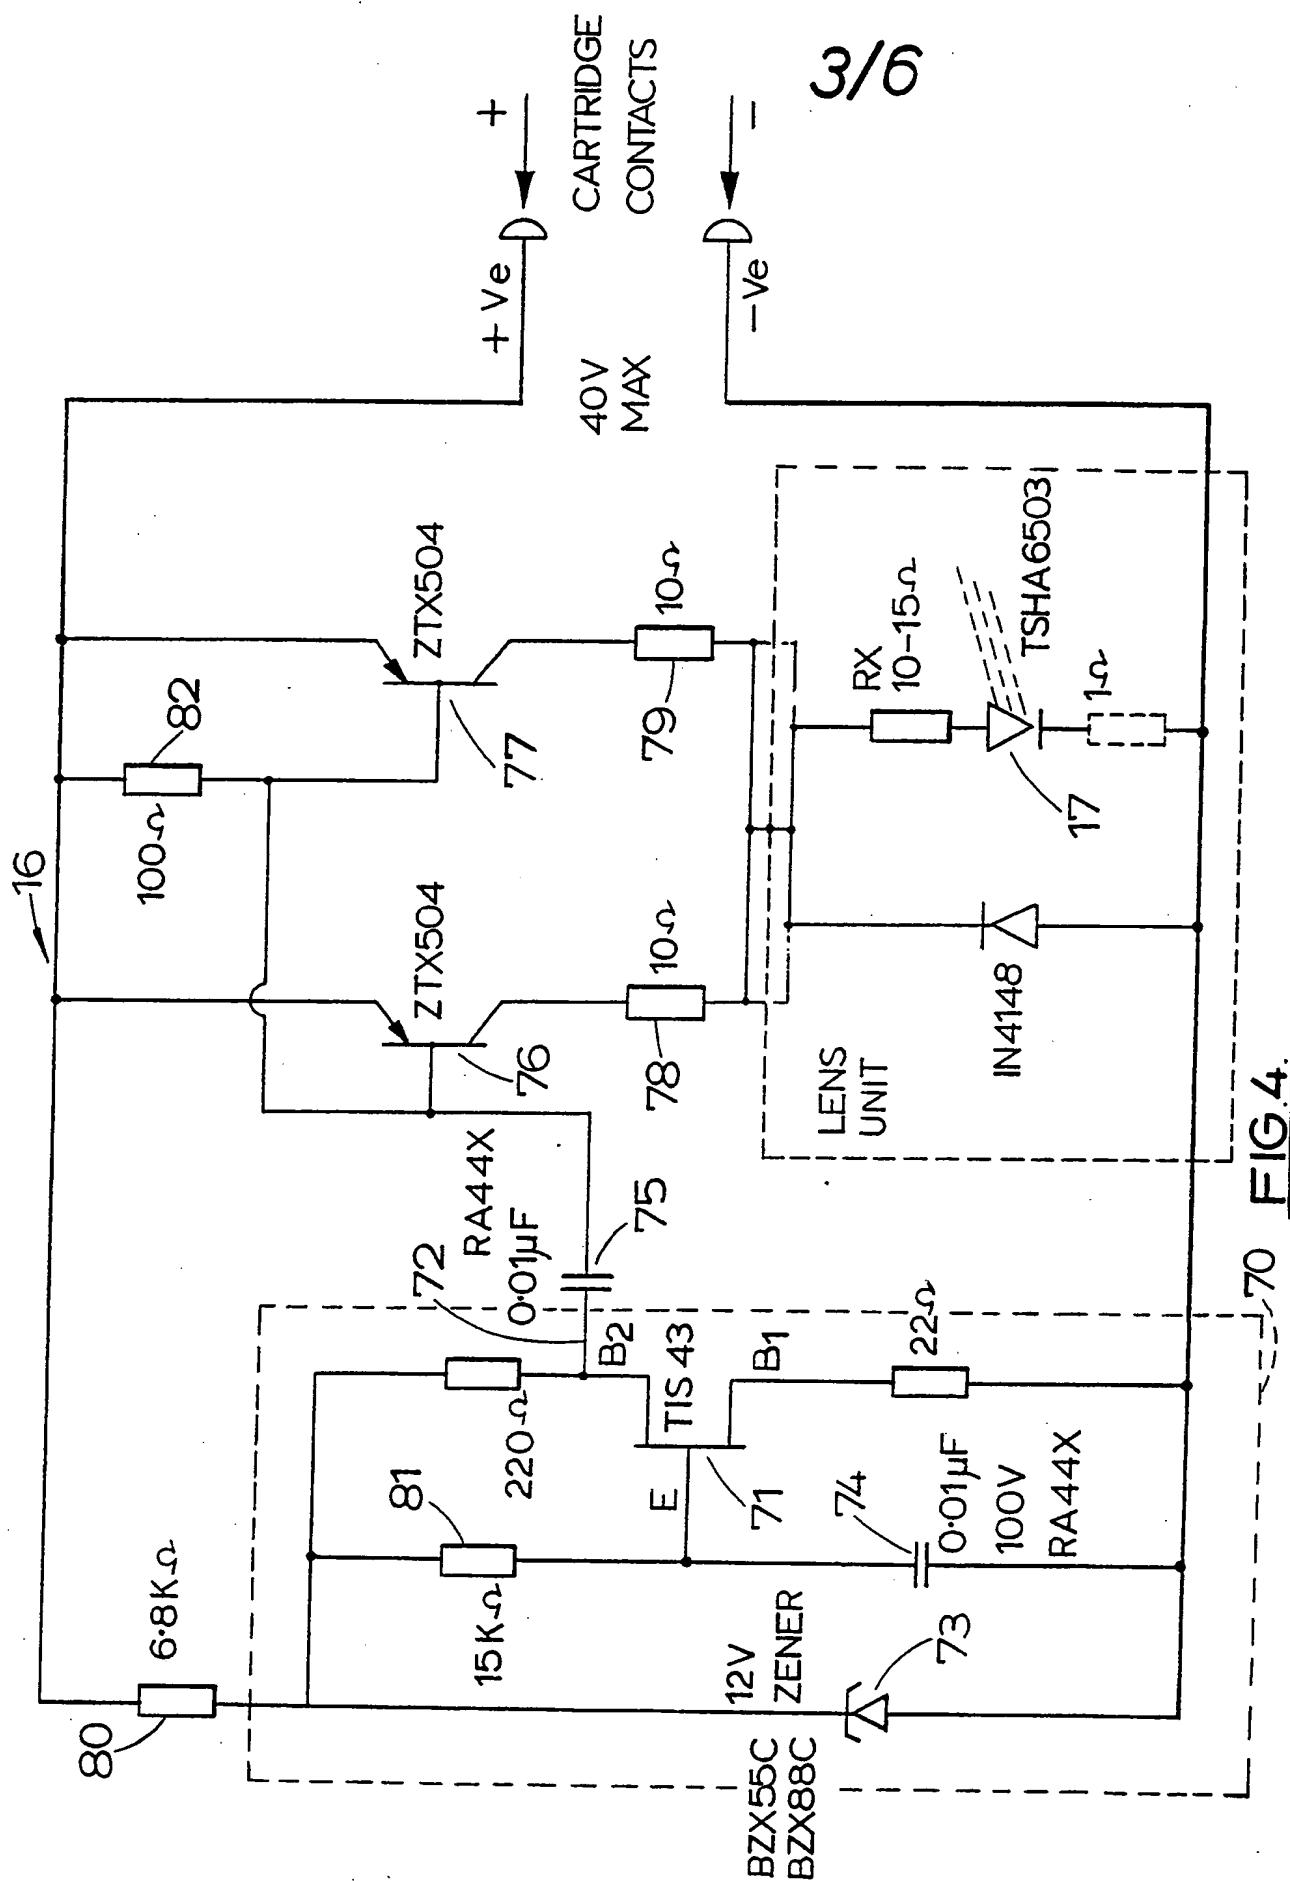 3/6
16
+
+ Ve
CARTRIDGE
CONTACTS
40V
MAX
-
-Ve
82
100Ω
ZTX504
77
ZTX504
76
10Ω
79
10Ω
78
LENS
UNIT
RX
10-15Ω
TSHA6503
1Ω
17
IN4148
6·8KΩ
80
81
15KΩ
220Ω
72
RA44X
0·01µF
75
B2
TIS 43
B1
E
71
22Ω
74
0·01µF
100V
RA44X
12V
ZENER
73
BZX55C
BZX88C
70
FIG.4.